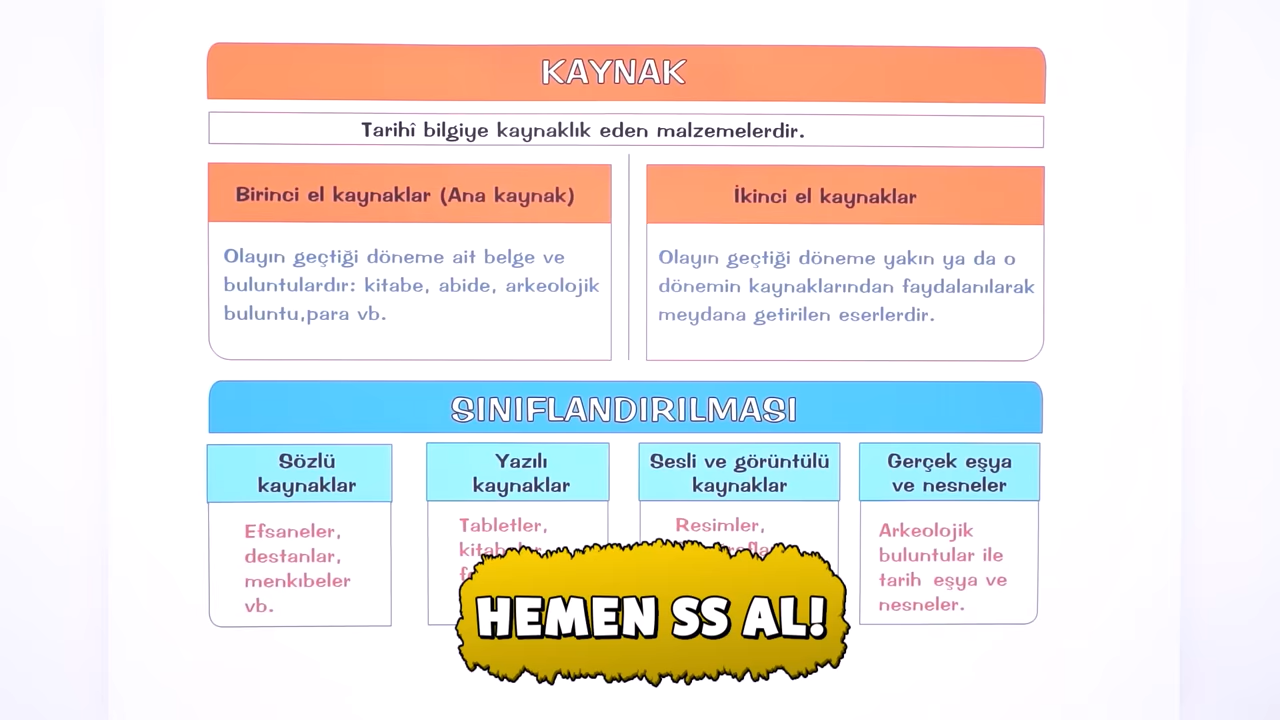 KAYNAK
Tarihî bilgiye kaynaklık eden malzemelerdir.
Birinci el kaynaklar (Ana kaynak)
Olayın geçtiği döneme ait belge ve
buluntulardır: kitabe, abide, arkeolojik
buluntu,para vb.
İkinci el kaynaklar
Olayın geçtiği döneme yakın ya da o
dönemin kaynaklarından faydalanılarak
meydana getirilen eserlerdir.
SINIFLANDIRILMASI
Sözlü
kaynaklar
Efsaneler,
destanlar,
menkıbeler
vb.
Yazılı
kaynaklar
Tabletler,
Sesli ve görüntülü
kaynaklar
Resimler,
Gerçek eşya
ve nesneler
Arkeolojik
buluntular ile
tarih eşya ve
nesneler.
HEMEN SS AL!